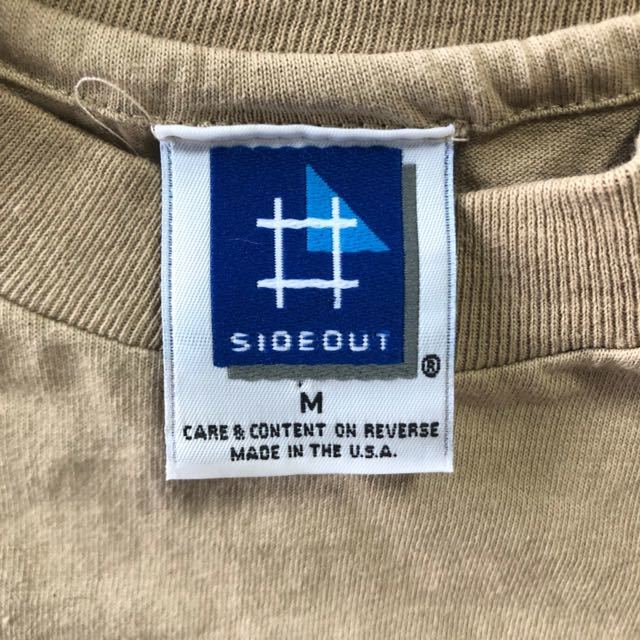 SIDEOUT
®
M
CARE & CONTENT ON REVERSE
MADE IN THE U.S.A.